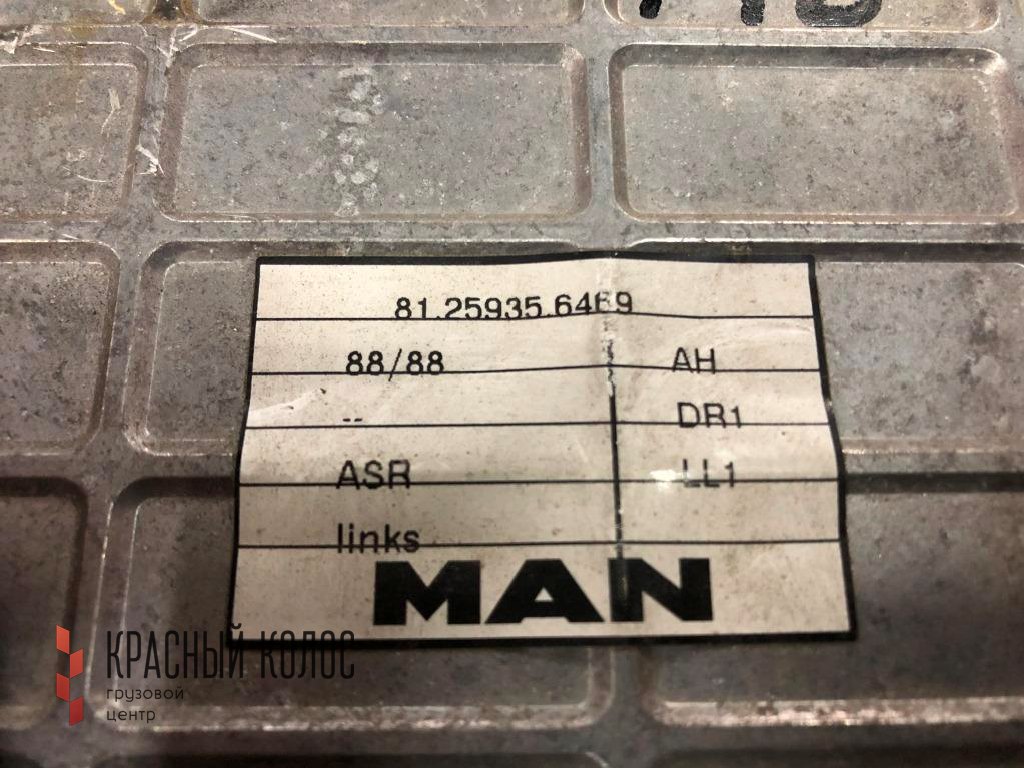 81.25935.6469
88/88 AH
-- DR1
ASR LL1
links
MAN
КРАСНЫЙ КОЛОС
грузовой
центр